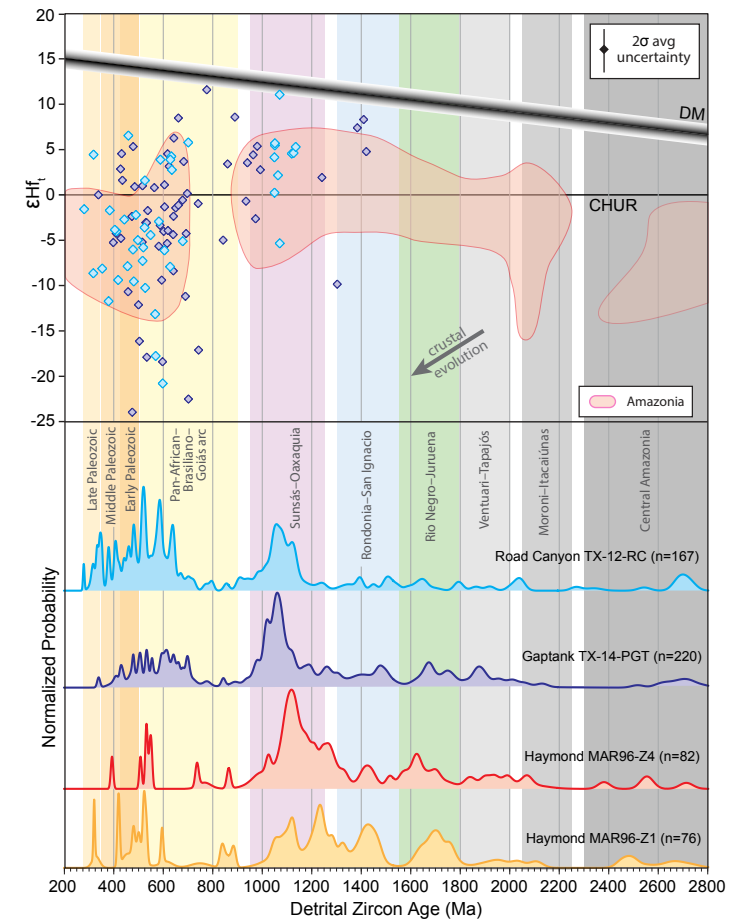 20
15
10
5
0
-5
-10
-15
-20
-25
εHf_t
2σ avg
uncertainty
DM
CHUR
crustal
evolution
Amazonia
Late Paleozoic
Middle Paleozoic
Early Paleozoic
Pan-African–
Brasiliano–
Goiás arc
Sunsás–Oaxaquia
Rondonia–San Ignacio
Rio Negro–Juruena
Ventuari–Tapajós
Moroni–Itacaiúnas
Central Amazonia
Normalized Probability
Road Canyon TX-12-RC (n=167)
Gaptank TX-14-PGT (n=220)
Haymond MAR96-Z4 (n=82)
Haymond MAR96-Z1 (n=76)
200 400 600 800 1000 1200 1400 1600 1800 2000 2200 2400 2600 2800
Detrital Zircon Age (Ma)